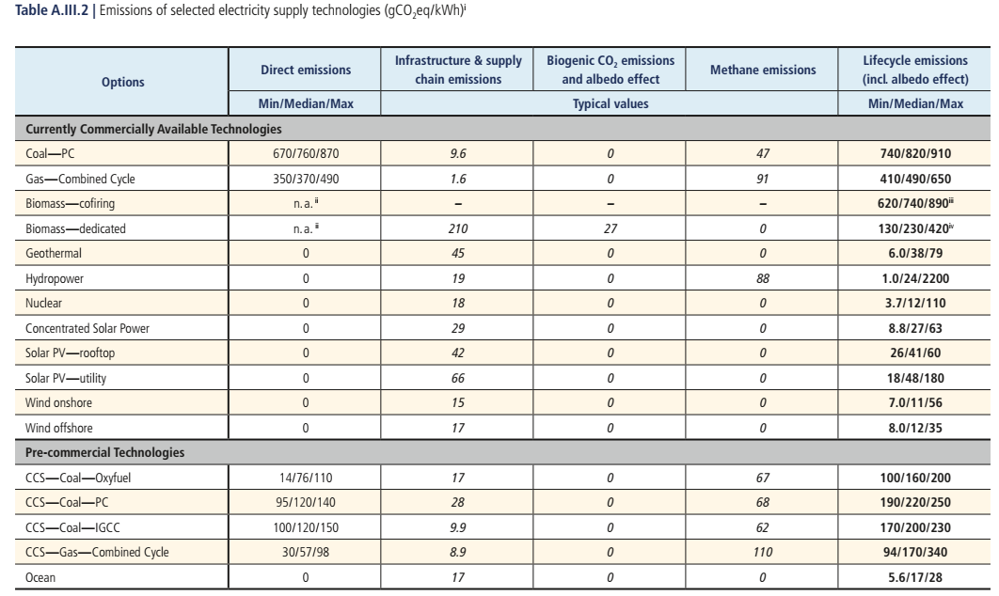 Table A.III.2 | Emissions of selected electricity supply technologies (gCO₂eq/kWh)ⁱ
Options Direct emissions Infrastructure & supply chain emissions Biogenic CO₂ emissions and albedo effect Methane emissions Lifecycle emissions (incl. albedo effect)
Min/Median/Max Typical values Min/Median/Max
Currently Commercially Available Technologies
Coal—PC 670/760/870 9.6 0 47 740/820/910
Gas—Combined Cycle 350/370/490 1.6 0 91 410/490/650
Biomass—cofiring n.a. ⁱⁱ – – – 620/740/890ⁱⁱⁱ
Biomass—dedicated n.a. ⁱⁱ 210 27 0 130/230/420ⁱᵛ
Geothermal 0 45 0 0 6.0/38/79
Hydropower 0 19 0 88 1.0/24/2200
Nuclear 0 18 0 0 3.7/12/110
Concentrated Solar Power 0 29 0 0 8.8/27/63
Solar PV—rooftop 0 42 0 0 26/41/60
Solar PV—utility 0 66 0 0 18/48/180
Wind onshore 0 15 0 0 7.0/11/56
Wind offshore 0 17 0 0 8.0/12/35
Pre-commercial Technologies
CCS—Coal—Oxyfuel 14/76/110 17 0 67 100/160/200
CCS—Coal—PC 95/120/140 28 0 68 190/220/250
CCS—Coal—IGCC 100/120/150 9.9 0 62 170/200/230
CCS—Gas—Combined Cycle 30/57/98 8.9 0 110 94/170/340
Ocean 0 17 0 0 5.6/17/28